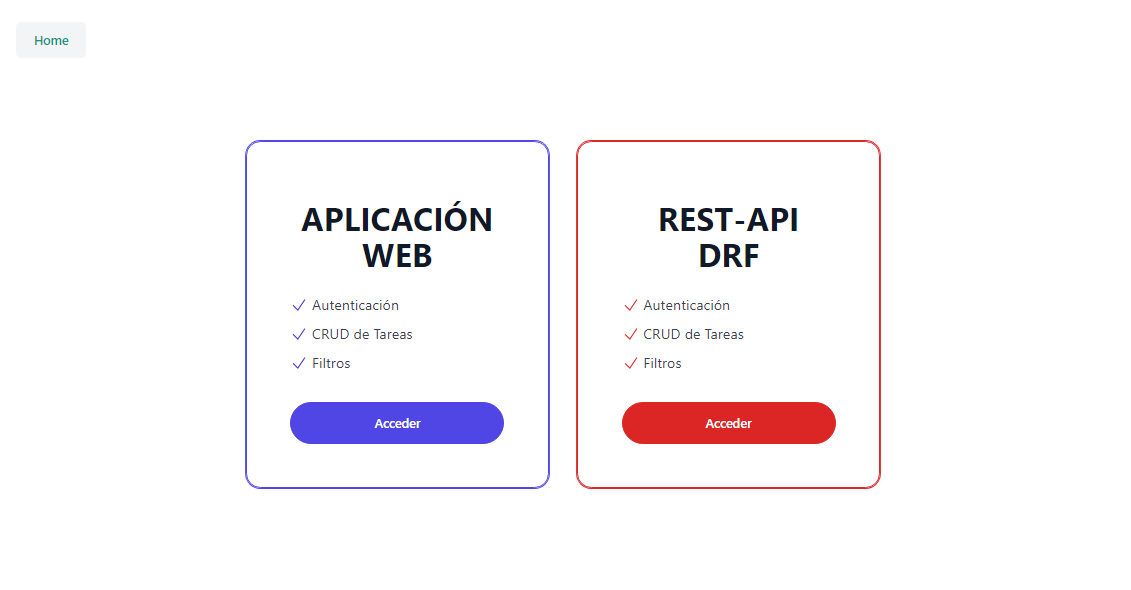 Home
APLICACIÓN
WEB
Autenticación
CRUD de Tareas
Filtros
Acceder
REST-API
DRF
Autenticación
CRUD de Tareas
Filtros
Acceder